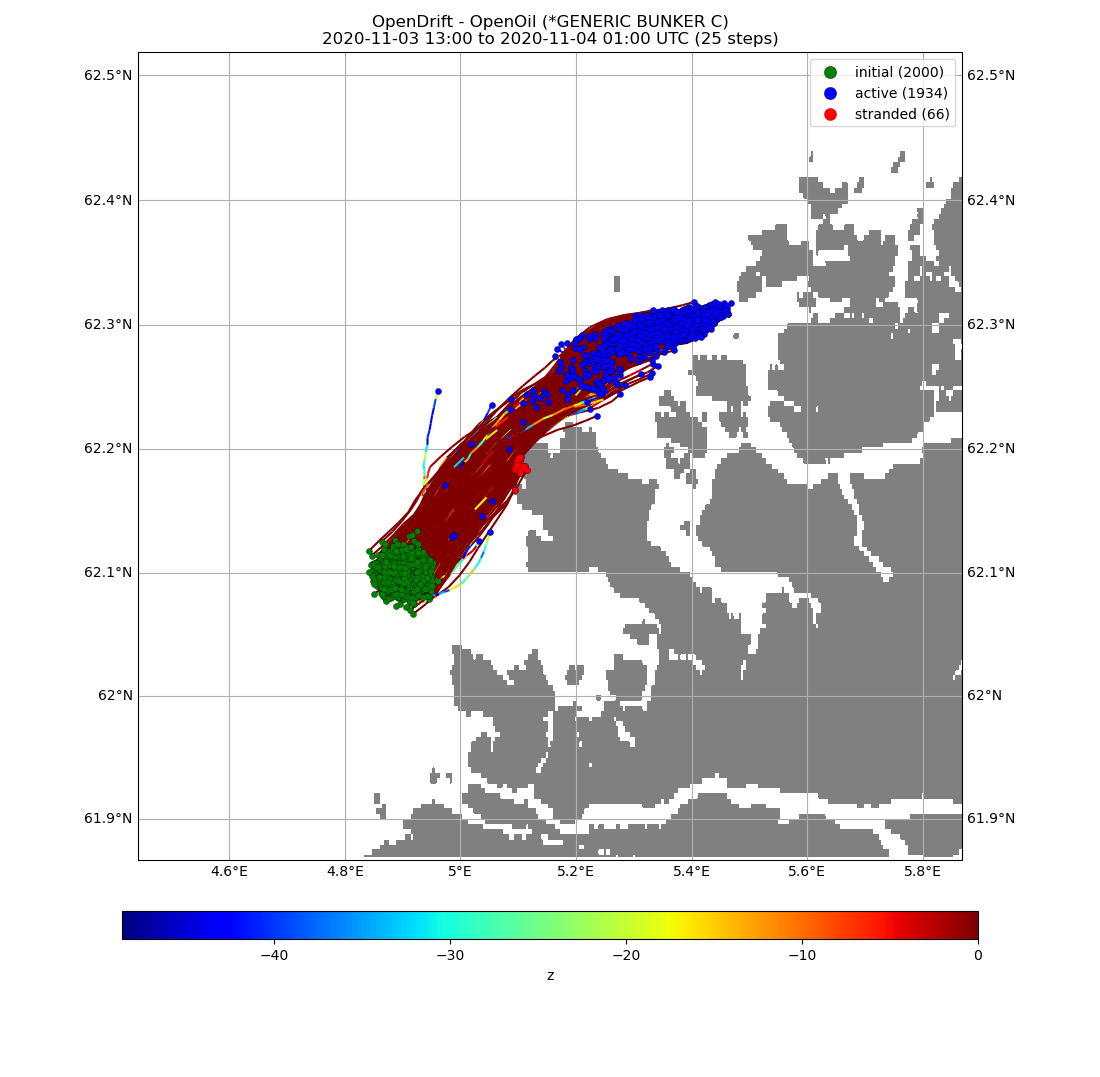 OpenDrift - OpenOil (*GENERIC BUNKER C)
2020-11-03 13:00 to 2020-11-04 01:00 UTC (25 steps)
initial (2000)
active (1934)
stranded (66)
62.5°N 62.5°N
62.4°N 62.4°N
62.3°N 62.3°N
62.2°N 62.2°N
62.1°N 62.1°N
62°N 62°N
61.9°N 61.9°N
4.6°E 4.8°E 5°E 5.2°E 5.4°E 5.6°E 5.8°E
−40 −30 −20 −10 0
z